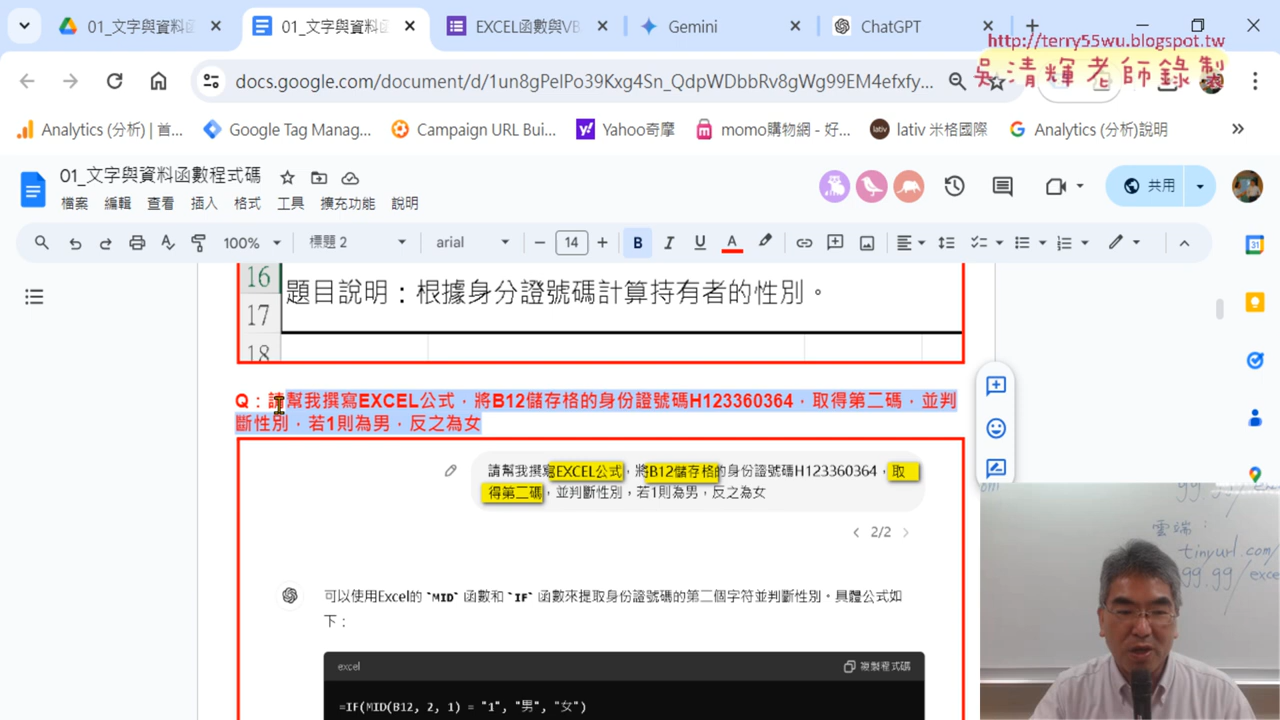 01_文字與資料函
01_文字與資料函
EXCEL函數與VB
Gemini
ChatGPT
http://terry55wu.blogspot.tw
吳清輝老師錄製
docs.google.com/document/d/1un8gPeIPo39Kxg4Sn_QdpWDbbRv8gWg99EM4efxfy...
Analytics (分析) | 首...
Google Tag Manag...
Campaign URL Bui...
Yahoo奇摩
momo購物網 - 好...
lativ 米格國際
Analytics (分析)說明
01_文字與資料函數程式碼
檔案 編輯 查看 插入 格式 工具 擴充功能 說明
共用
100% 標題 2 arial 14 B I U A
16
題目說明：根據身分證號碼計算持有者的性別。
17
18
Q：請幫我撰寫EXCEL公式，將B12儲存格的身份證號碼H123360364，取得第二碼，並判
斷性別，若1則為男，反之為女
請幫我撰寫EXCEL公式，將B12儲存格的身份證號碼H123360364，取
得第二碼，並判斷性別，若1則為男，反之為女
2/2
可以使用Excel的 `MID` 函數和 `IF` 函數來提取身份證號碼的第二個字符並判斷性別。具體公式如
下：
excel
複製程式碼
=IF(MID(B12, 2, 1) = "1", "男", "女")
雲端：
tinyurl.com/
gg.gg/exce